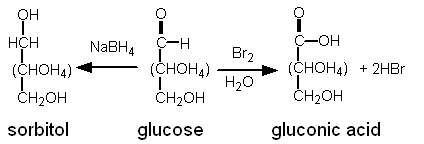 OH
O
O
HCH
NaBH4
C—H
Br2
C—OH
(CHOH4)
(CHOH4)
H2O
(CHOH4) + 2HBr
CH2OH
CH2OH
CH2OH
sorbitol
glucose
gluconic acid